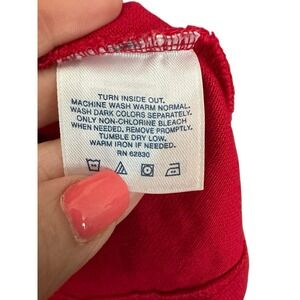 TURN INSIDE OUT.
MACHINE WASH WARM NORMAL.
WASH DARK COLORS SEPARATELY.
ONLY NON-CHLORINE BLEACH
WHEN NEEDED. REMOVE PROMPTLY.
TUMBLE DRY LOW.
WARM IRON IF NEEDED.
RN 62830